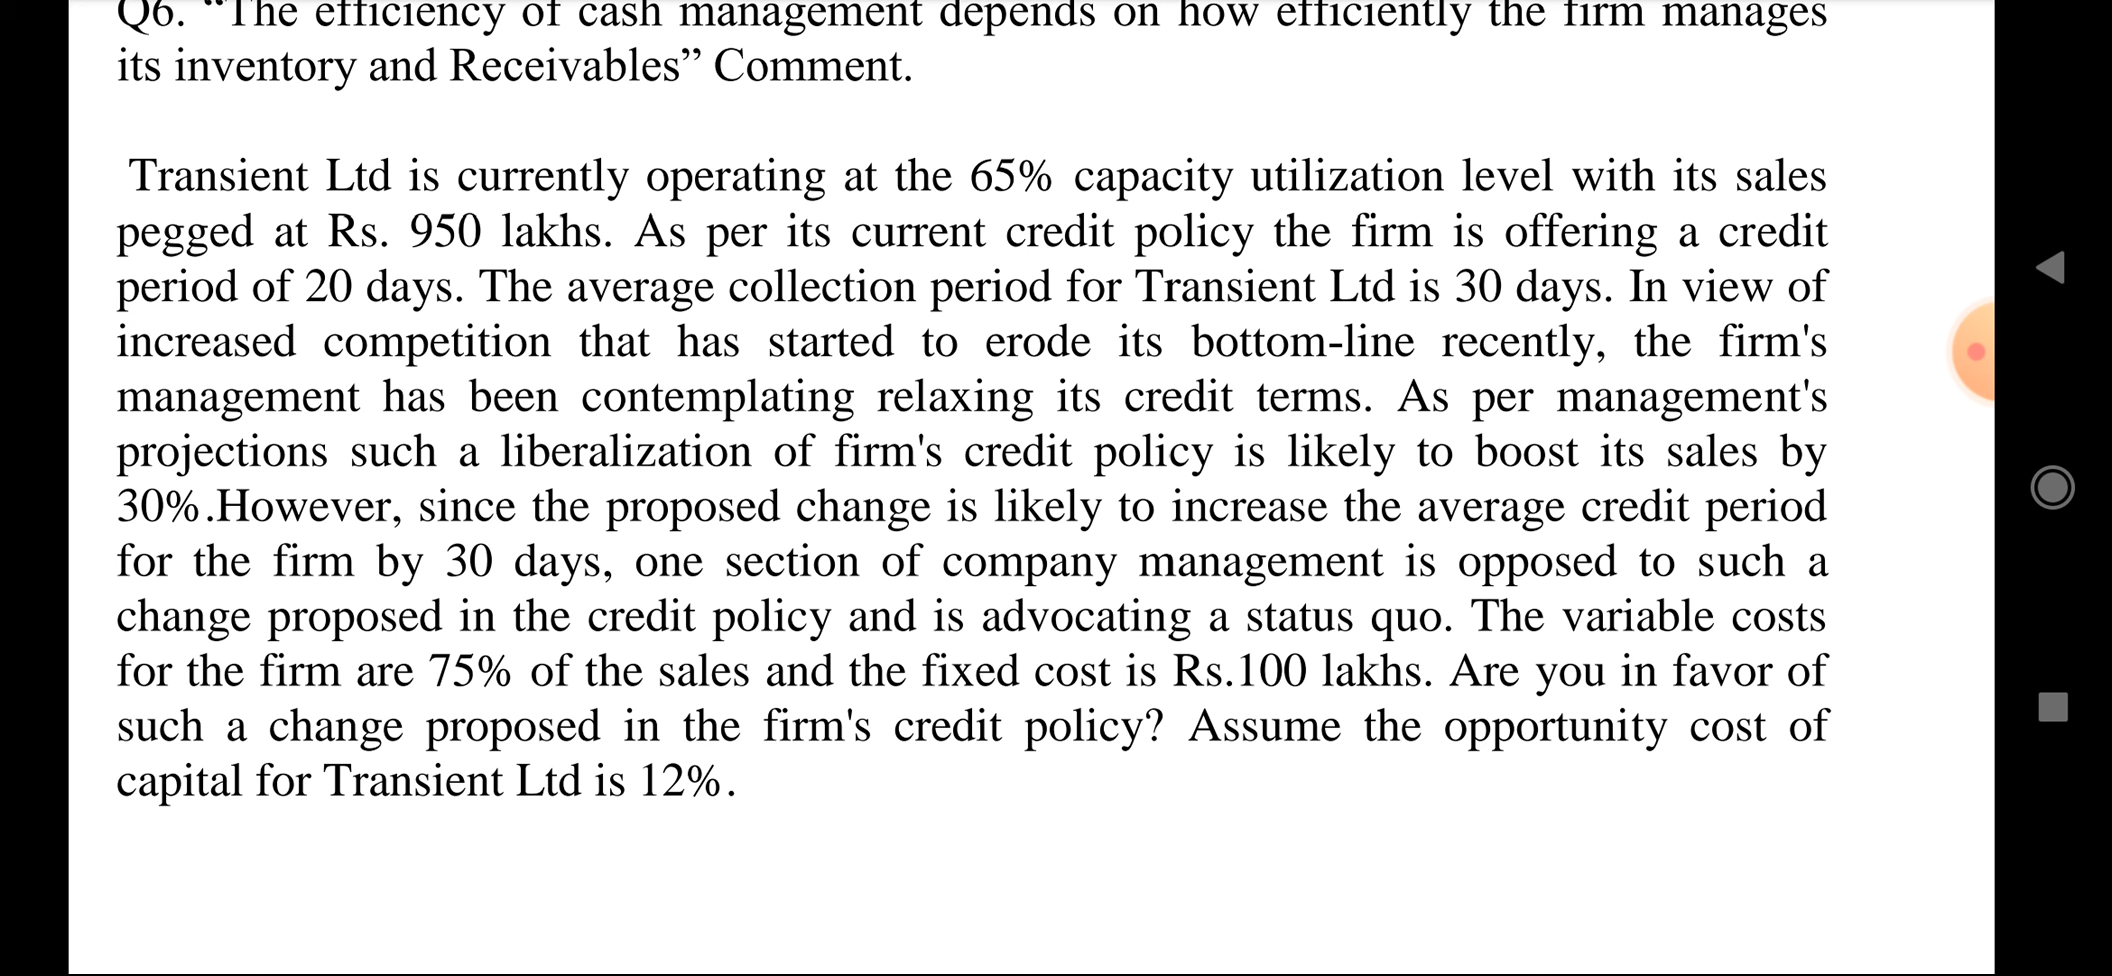 Q6. “The efficiency of cash management depends on how efficiently the firm manages
its inventory and Receivables” Comment.
Transient Ltd is currently operating at the 65% capacity utilization level with its sales
pegged at Rs. 950 lakhs. As per its current credit policy the firm is offering a credit
period of 20 days. The average collection period for Transient Ltd is 30 days. In view of
increased competition that has started to erode its bottom-line recently, the firm's
management has been contemplating relaxing its credit terms. As per management's
projections such a liberalization of firm's credit policy is likely to boost its sales by
30%.However, since the proposed change is likely to increase the average credit period
for the firm by 30 days, one section of company management is opposed to such a
change proposed in the credit policy and is advocating a status quo. The variable costs
for the firm are 75% of the sales and the fixed cost is Rs.100 lakhs. Are you in favor of
such a change proposed in the firm's credit policy? Assume the opportunity cost of
capital for Transient Ltd is 12%.